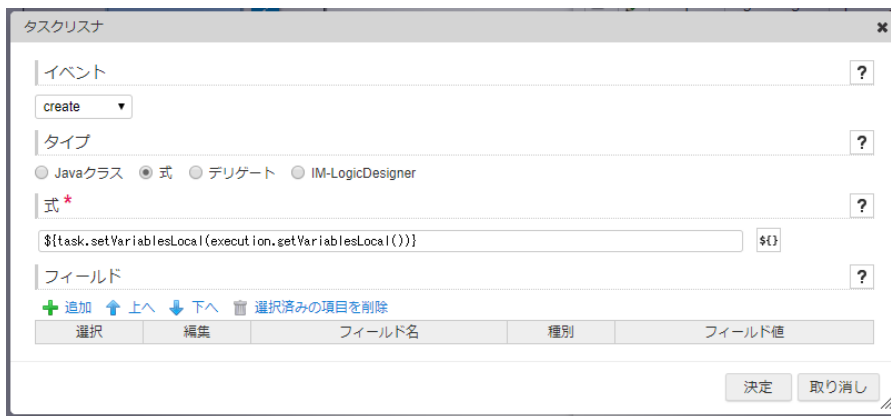 タスクリスナ ×
イベント ?
create ▼
タイプ ?
Javaクラス 式 デリゲート IM-LogicDesigner
式 * ?
${task.setVariablesLocal(execution.getVariablesLocal())} ${}
フィールド ?
追加 上へ 下へ 選択済みの項目を削除
選択 編集 フィールド名 種別 フィールド値
決定 取り消し